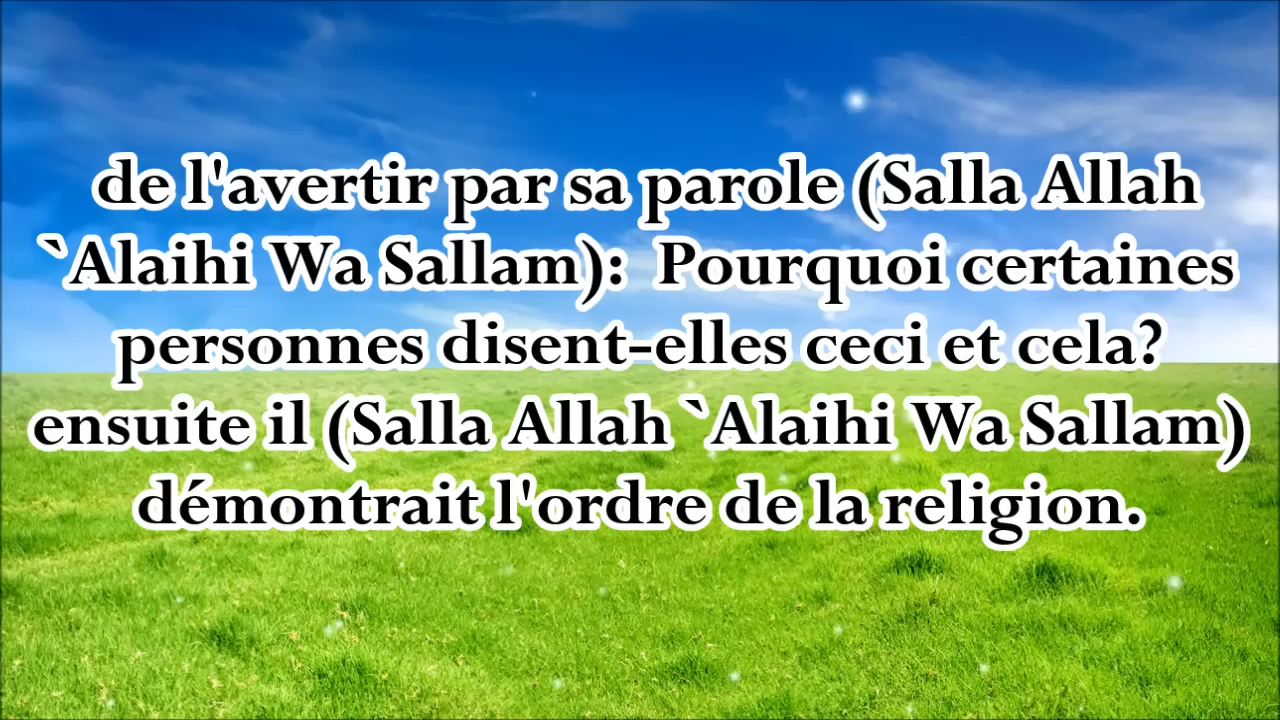 de l'avertir par sa parole (Salla Allah
`Alaihi Wa Sallam):  Pourquoi certaines
personnes disent-elles ceci et cela?
ensuite il (Salla Allah `Alaihi Wa Sallam)
démontrait l'ordre de la religion.